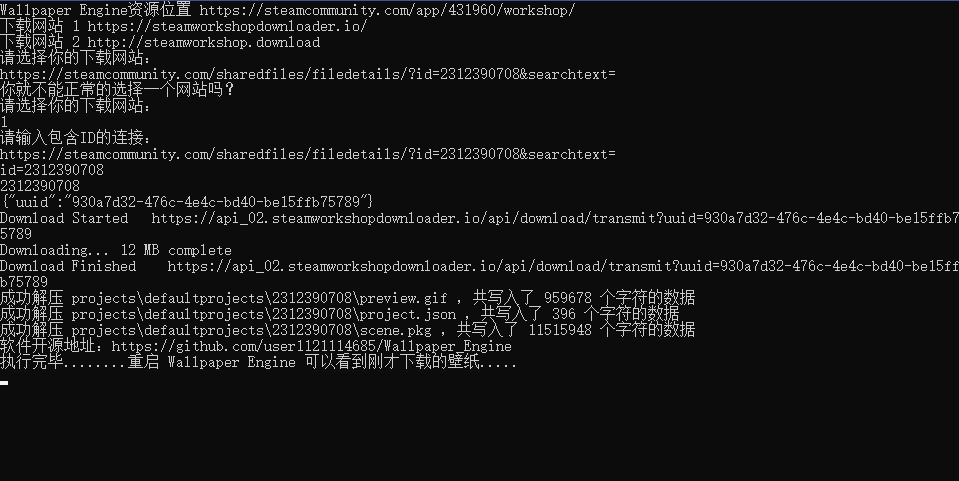 Wallpaper Engine资源位置 https://steamcommunity.com/app/431960/workshop/
下载网站 1 https://steamworkshopdownloader.io/
下载网站 2 http://steamworkshop.download
请选择你的下载网站:
https://steamcommunity.com/sharedfiles/filedetails/?id=2312390708&searchtext=
你就不能正常的选择一个网站吗?
请选择你的下载网站:
1
请输入包含ID的连接:
https://steamcommunity.com/sharedfiles/filedetails/?id=2312390708&searchtext=
id=2312390708
2312390708
{"uuid":"930a7d32-476c-4e4c-bd40-be15ffb75789"}
Download Started   https://api_02.steamworkshopdownloader.io/api/download/transmit?uuid=930a7d32-476c-4e4c-bd40-be15ffb7
5789
Downloading... 12 MB complete
Download Finished    https://api_02.steamworkshopdownloader.io/api/download/transmit?uuid=930a7d32-476c-4e4c-bd40-be15ff
b75789
成功解压 projects\defaultprojects\2312390708\preview.gif , 共写入了 959678 个字符的数据
成功解压 projects\defaultprojects\2312390708\project.json , 共写入了 396 个字符的数据
成功解压 projects\defaultprojects\2312390708\scene.pkg , 共写入了 11515948 个字符的数据
软件开源地址: https://github.com/user1121114685/Wallpaper_Engine
执行完毕........重启 Wallpaper Engine 可以看到刚才下载的壁纸.....